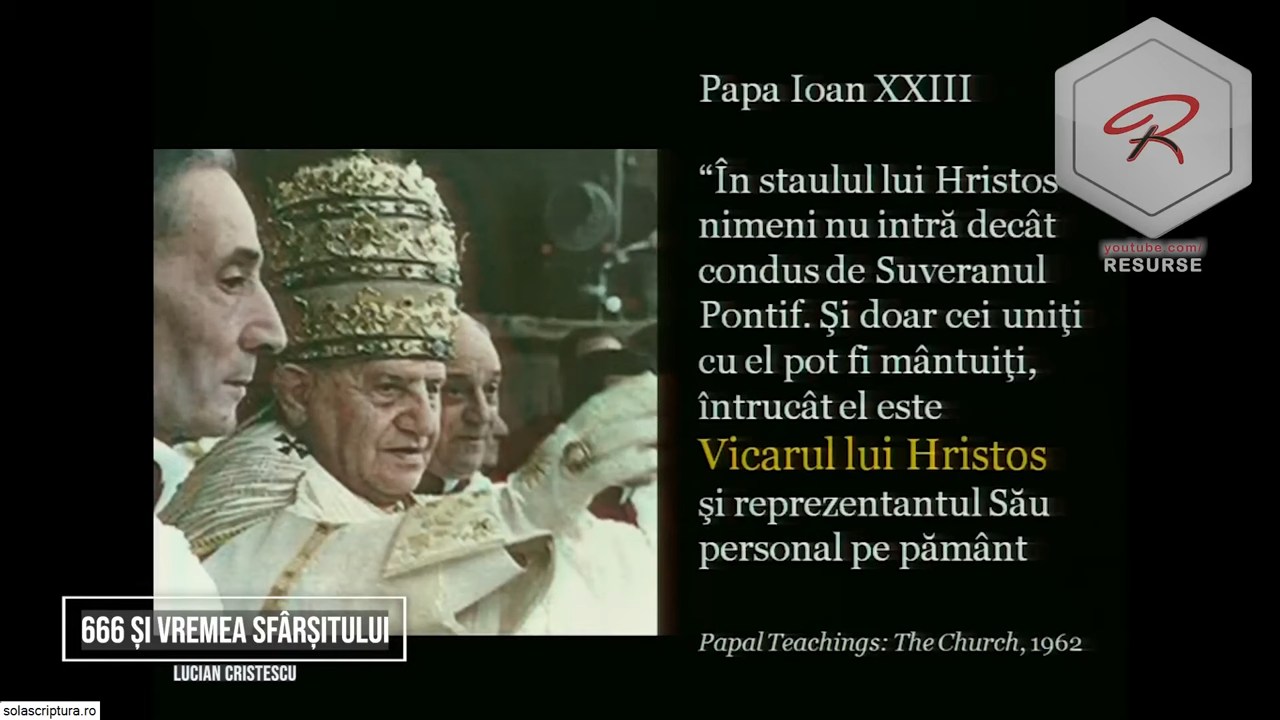 Papa Ioan XXIII
“În staulul lui Hristos
nimeni nu intră decât
condus de Suveranul
Pontif. Şi doar cei uniţi
cu el pot fi mântuiţi,
întrucât el este
Vicarul lui Hristos
şi reprezentantul Său
personal pe pământ
Papal Teachings: The Church, 1962
R
youtube.com/
RESURSE
666 ȘI VREMEA SFÂRȘITULUI
LUCIAN CRISTESCU
solascriptura.ro